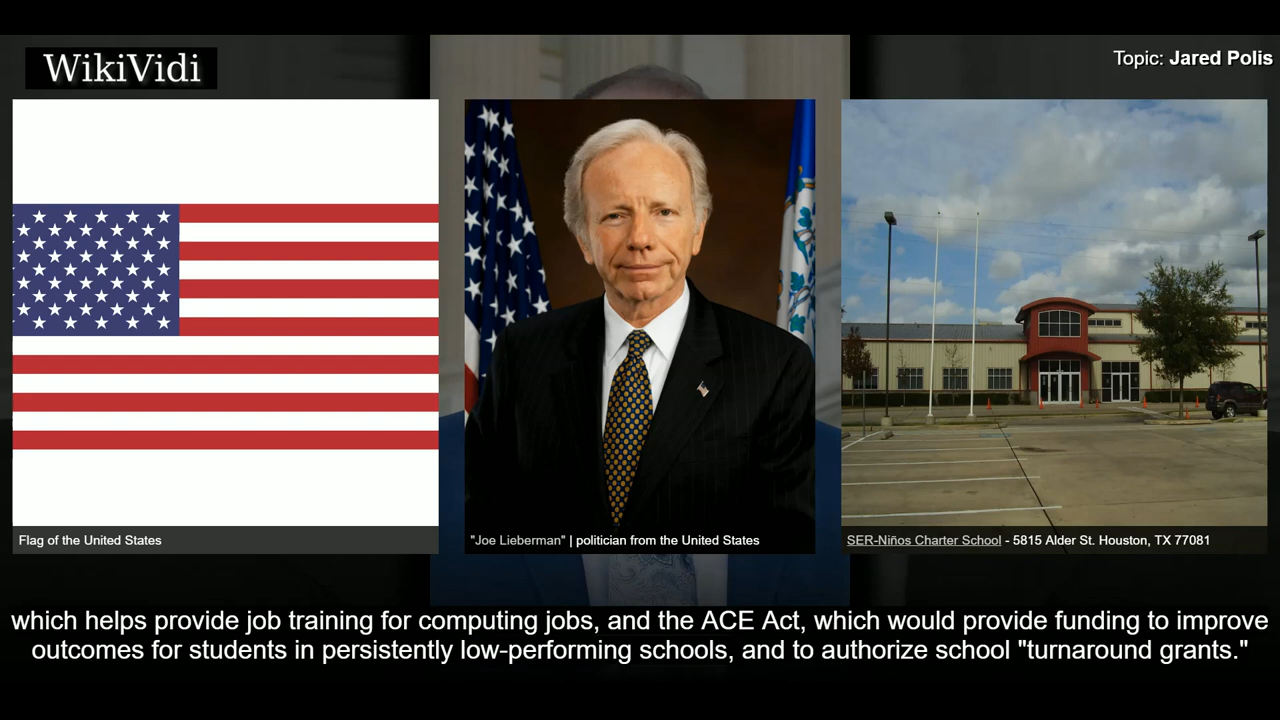 WikiVidi
Topic: Jared Polis
Flag of the United States
"Joe Lieberman" | politician from the United States
SER-Niños Charter School - 5815 Alder St. Houston, TX 77081
which helps provide job training for computing jobs, and the ACE Act, which would provide funding to improve
outcomes for students in persistently low-performing schools, and to authorize school "turnaround grants."